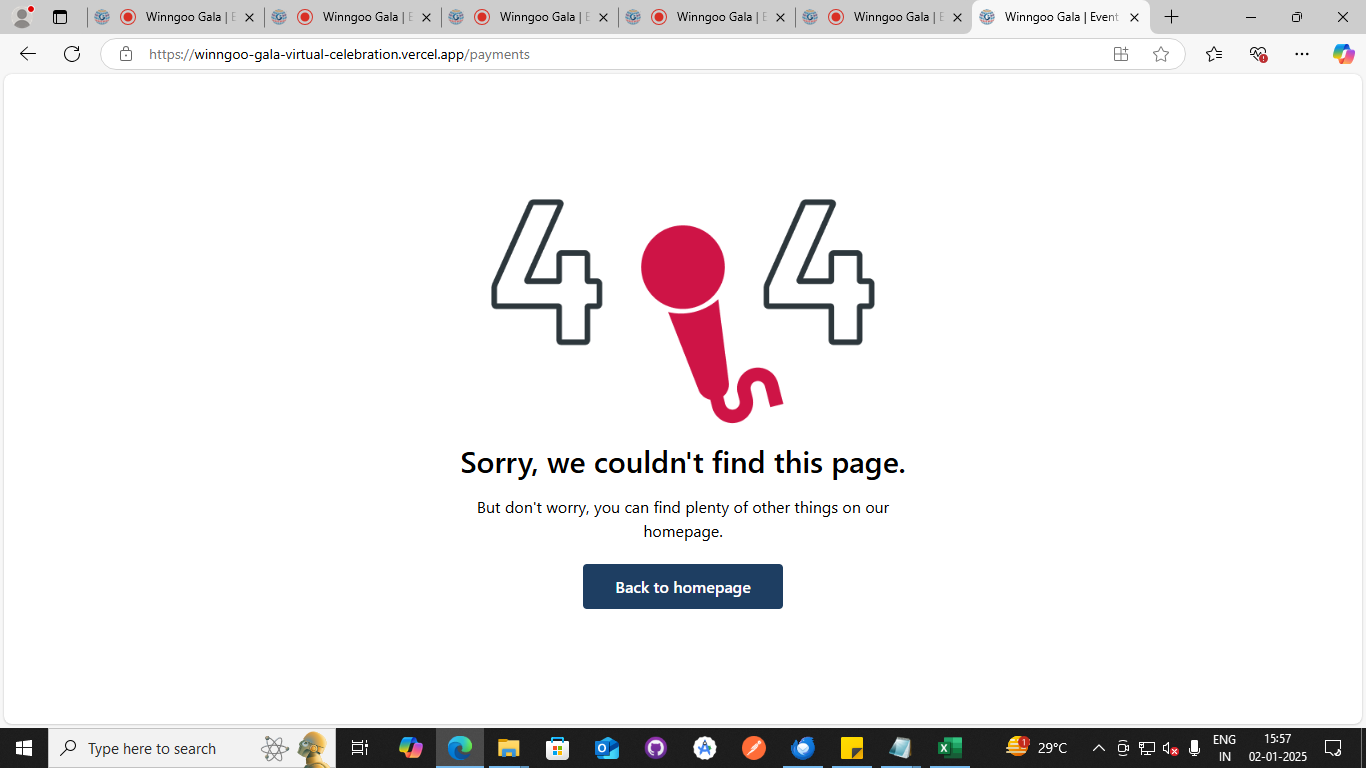 Winngoo Gala | E
Winngoo Gala | E
Winngoo Gala | E
Winngoo Gala | E
Winngoo Gala | E
Winngoo Gala | Event
https://winngoo-gala-virtual-celebration.vercel.app/payments
4 4
Sorry, we couldn't find this page.
But don't worry, you can find plenty of other things on our
homepage.
Back to homepage
Type here to search
1
29°C
ENG
IN
15:57
02-01-2025